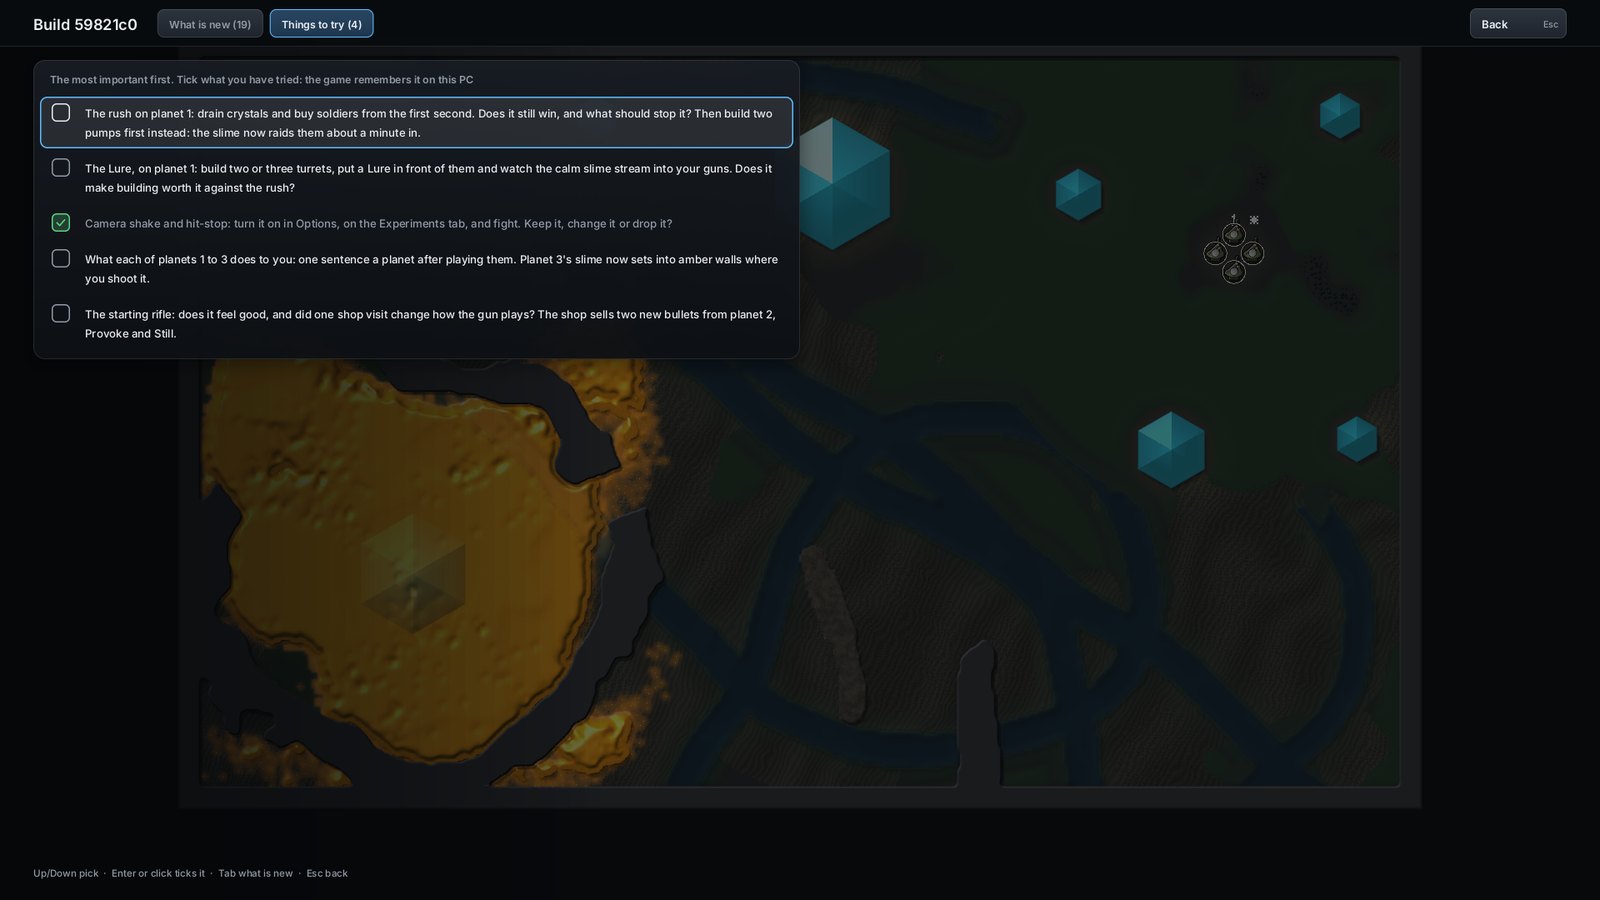 Build 59821c0
What is new (19)
Things to try (4)
Back
Esc
The most important first. Tick what you have tried: the game remembers it on this PC
The rush on planet 1: drain crystals and buy soldiers from the first second. Does it still win, and what should stop it? Then build two
pumps first instead: the slime now raids them about a minute in.
The Lure, on planet 1: build two or three turrets, put a Lure in front of them and watch the calm slime stream into your guns. Does it
make building worth it against the rush?
Camera shake and hit-stop: turn it on in Options, on the Experiments tab, and fight. Keep it, change it or drop it?
What each of planets 1 to 3 does to you: one sentence a planet after playing them. Planet 3's slime now sets into amber walls where
you shoot it.
The starting rifle: does it feel good, and did one shop visit change how the gun plays? The shop sells two new bullets from planet 2,
Provoke and Still.
Up/Down pick · Enter or click ticks it · Tab what is new · Esc back